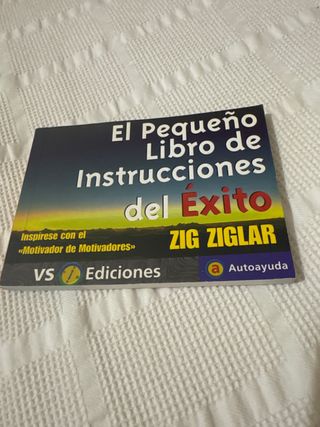 El Pequeño
Libro de
Instrucciones
del Éxito
Inspírese con el
«Motivador de Motivadores»
ZIG ZIGLAR
VS Ediciones
a Autoayuda